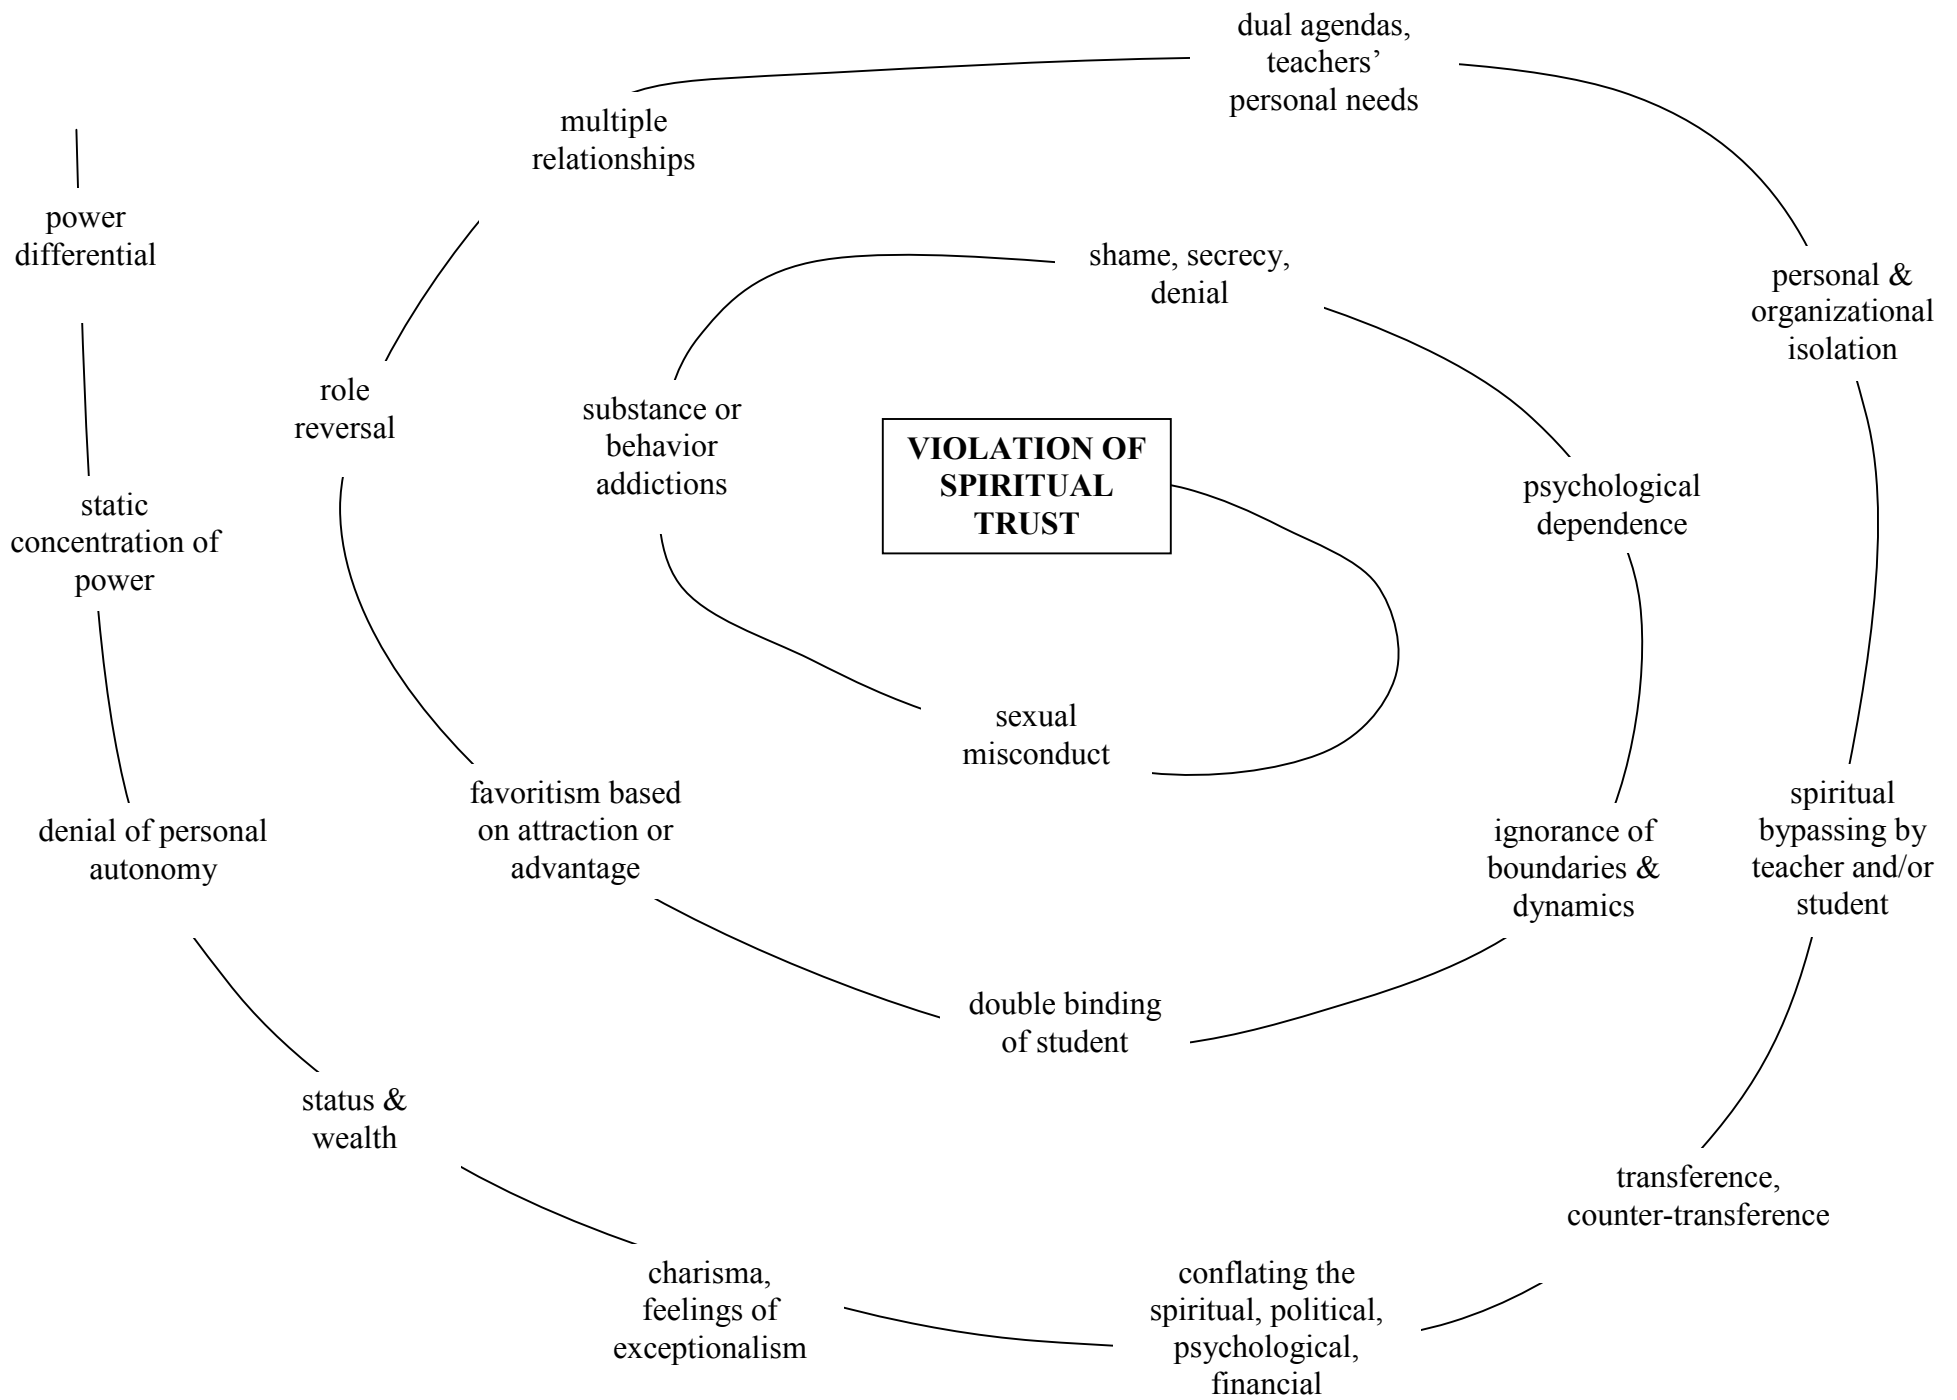 power
differential
static
concentration of
power
denial of personal
autonomy
status &
wealth
charisma,
feelings of
exceptionalism
conflating the
spiritual, political,
psychological,
financial
transference,
counter-transference
spiritual
bypassing by
teacher and/or
student
personal &
organizational
isolation
dual agendas,
teachers’
personal needs
multiple
relationships
role
reversal
favoritism based
on attraction or
advantage
double binding
of student
ignorance of
boundaries &
dynamics
psychological
dependence
shame, secrecy,
denial
substance or
behavior
addictions
sexual
misconduct
VIOLATION OF
SPIRITUAL
TRUST